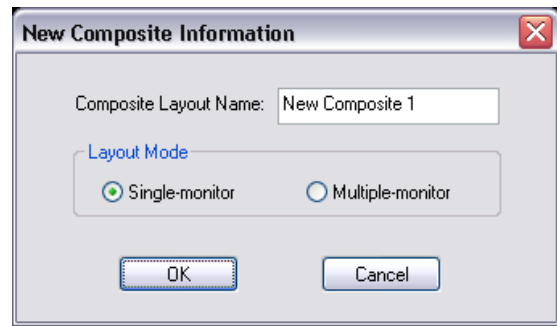 New Composite Information
Composite Layout Name: New Composite 1
Layout Mode
Single-monitor Multiple-monitor
OK Cancel